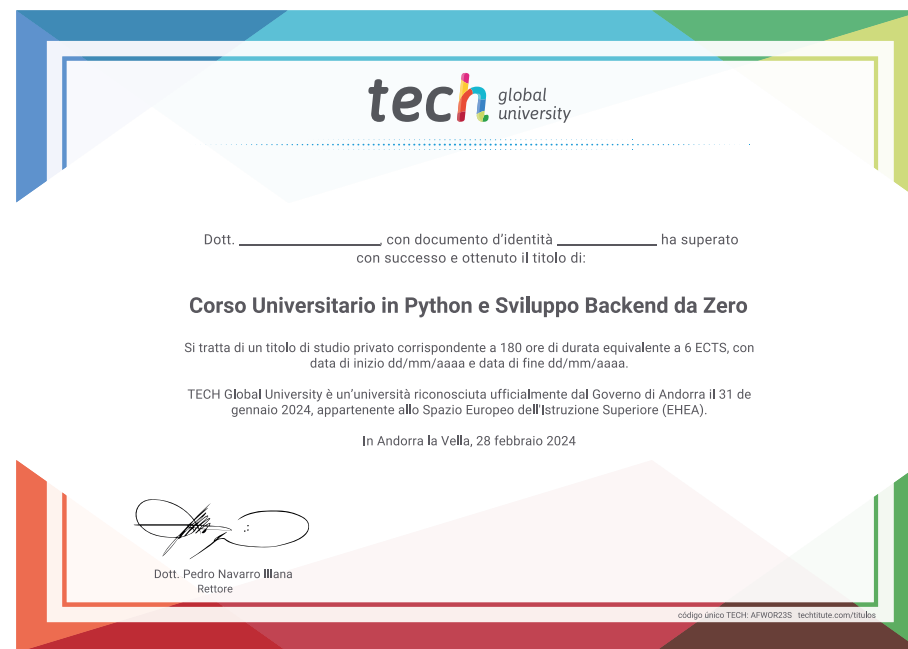 tech global university
Dott. ____________, con documento d'identità ____________ ha superato
con successo e ottenuto il titolo di:
Corso Universitario in Python e Sviluppo Backend da Zero
Si tratta di un titolo di studio privato corrispondente a 180 ore di durata equivalente a 6 ECTS, con
data di inizio dd/mm/aaaa e data di fine dd/mm/aaaa.
TECH Global University è un'università riconosciuta ufficialmente dal Governo di Andorra il 31 de
gennaio 2024, appartenente allo Spazio Europeo dell'Istruzione Superiore (EHEA).
In Andorra la Vella, 28 febbraio 2024
Dott. Pedro Navarro Illana
Rettore
código único TECH: AFWOR23S techtitute.com/titulos